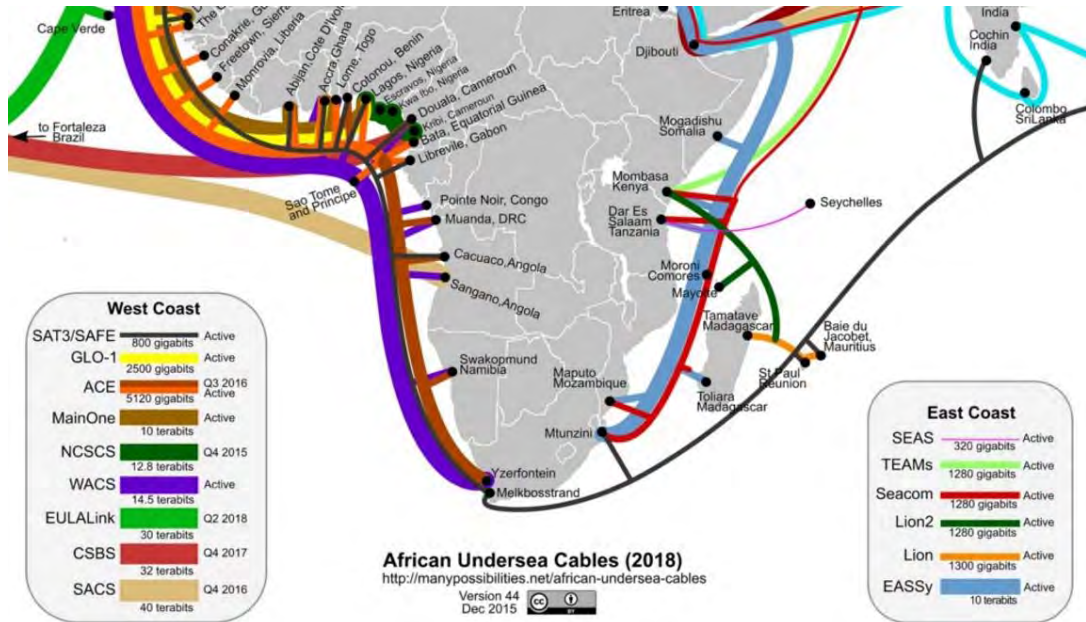 Cape Verde
The G
Conakrie, Gu
Freetown, Sierra
Monrovia, Liberia
Abijan,Cote D'Ivoi
Accra,Ghana
Lome, Togo
Cotonou, Benin
Lagos, Nigeria
Escravos, Nigeria
Kwa Ibo, Nigeria
Douala, Cameroun
Kribi, Cameroun
Bata, Equatorial Guinea
Libreville, Gabon
to Fortaleza
Brazil
Sao Tome
and Principe
Pointe Noir, Congo
Muanda, DRC
Cacuaco,Angola
Sangano,Angola
Swakopmund
Namibia
Yzerfontein
Melkbosstrand
Eritrea
Djibouti
Mogadishu
Somalia
Mombasa
Kenya
Dar Es
Salaam
Tanzania
Seychelles
Moroni
Comores
Mayotte
Tamatave
Madagascar
Baie du
Jacobet,
Mauritius
St Paul
Reunion
Maputo
Mozambique
Toliara
Madagascar
Mtunzini
India
Cochin
India
Colombo
SriLanka
West Coast
SAT3/SAFE Active
800 gigabits
GLO-1 Active
2500 gigabits
ACE Q3 2016
Active
5120 gigabits
MainOne Active
10 terabits
NCSCS Q4 2015
12.8 terabits
WACS Active
14.5 terabits
EULALink Q2 2018
30 terabits
CSBS Q4 2017
32 terabits
SACS Q4 2016
40 terabits
East Coast
SEAS Active
320 gigabits
TEAMs Active
1280 gigabits
Seacom Active
1280 gigabits
Lion2 Active
1280 gigabits
Lion Active
1300 gigabits
EASSy Active
10 terabits
African Undersea Cables (2018)
http://manypossibilities.net/african-undersea-cables
Version 44
Dec 2015
cc
BY